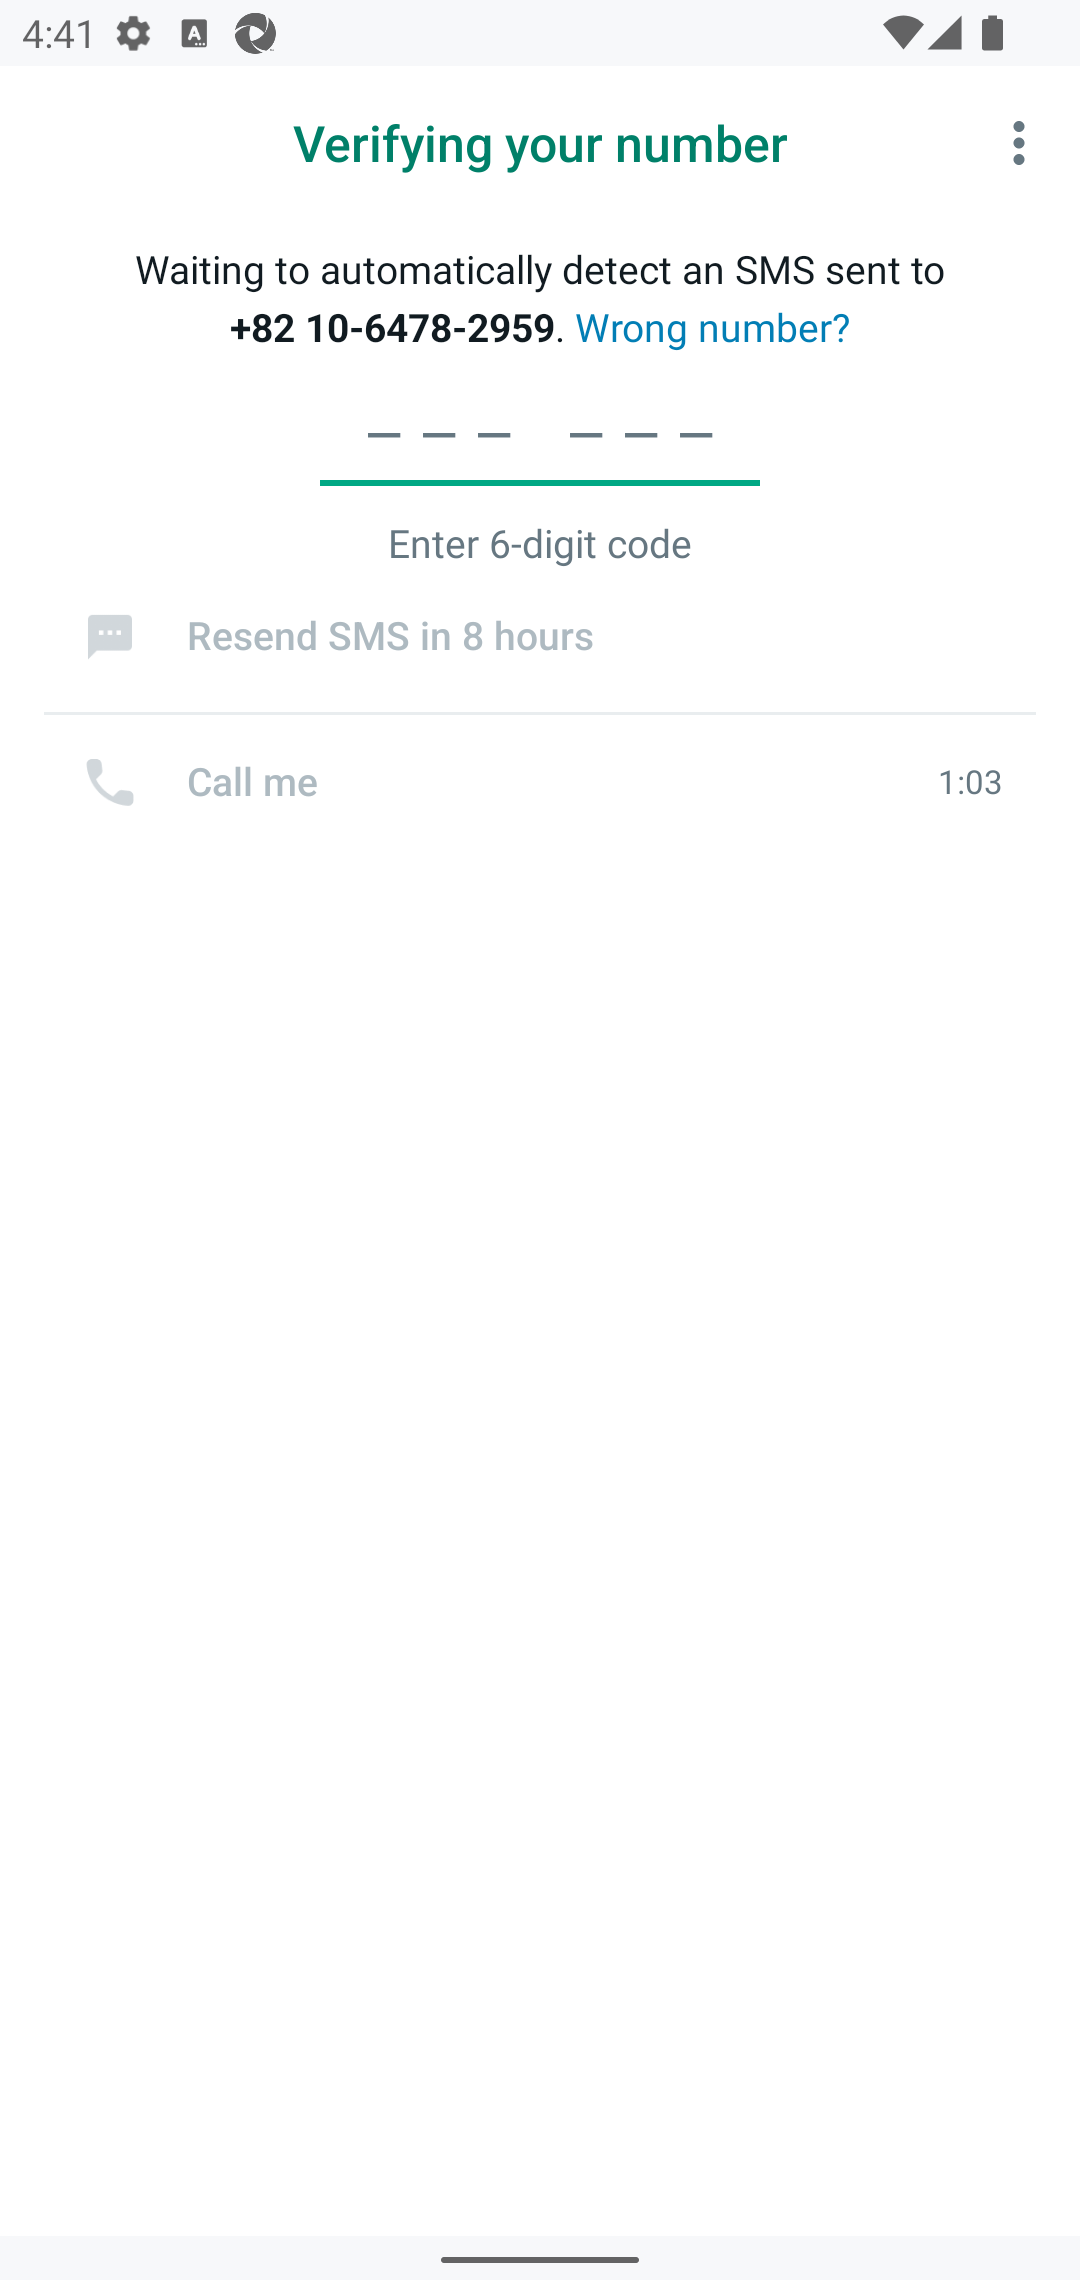 4:41
Verifying your number
Waiting to automatically detect an SMS sent to
+82 10-6478-2959. Wrong number?
Enter 6-digit code
Resend SMS in 8 hours
Call me 1:03